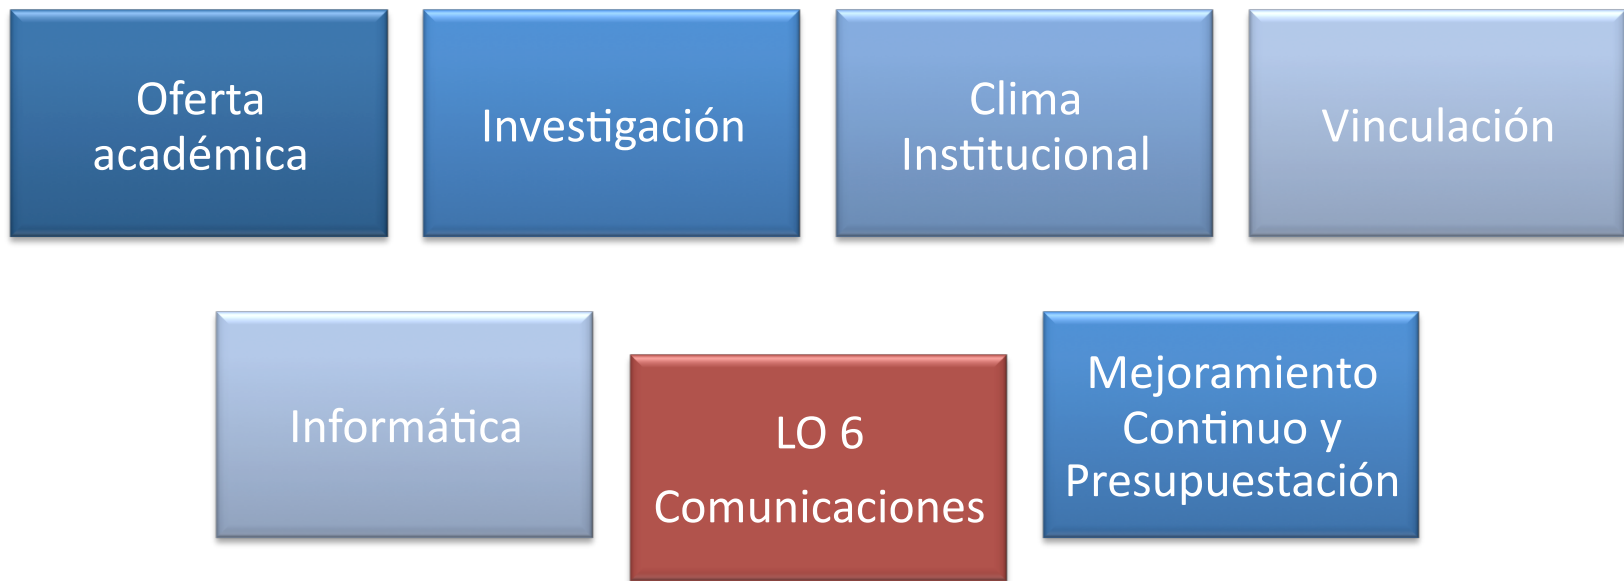 Oferta
académica
Investigación
Clima
Institucional
Vinculación
Informática
LO 6
Comunicaciones
Mejoramiento
Continuo y
Presupuestación